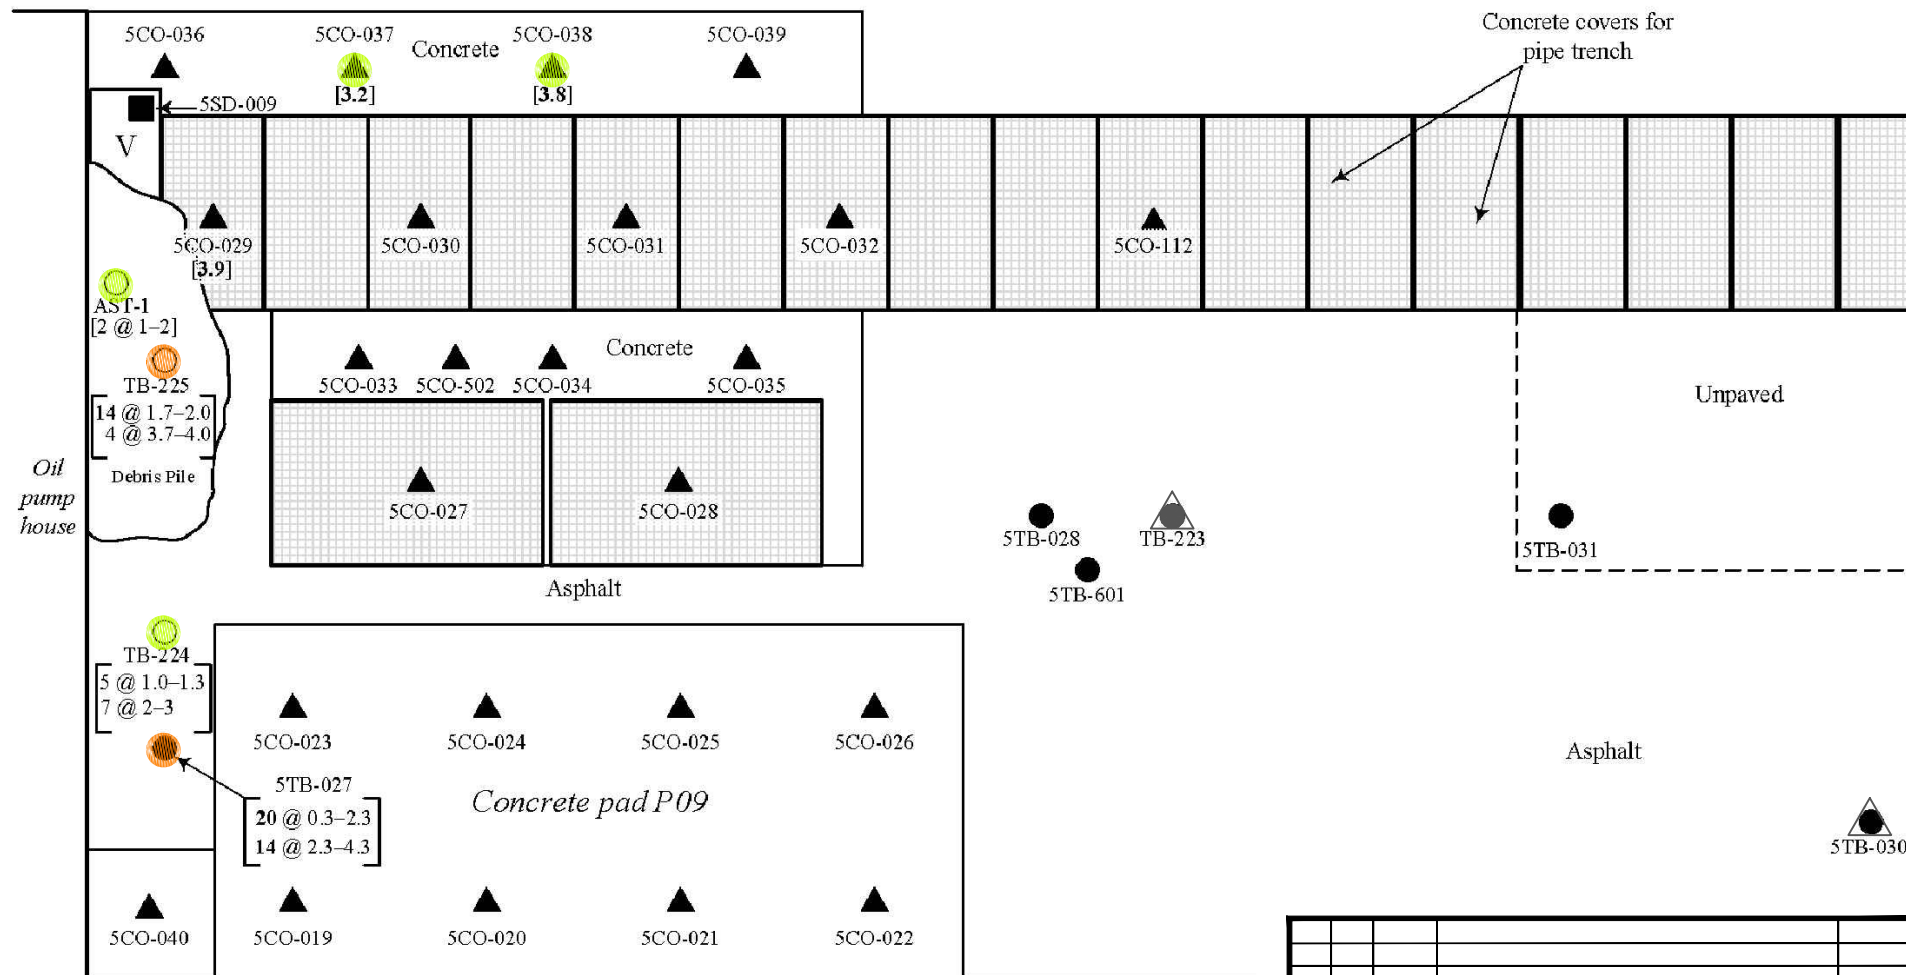 Concrete covers for
pipe trench
5CO-036
5CO-037
Concrete
5CO-038
5CO-039
[3.2]
[3.8]
5SD-009
V
5CO-029
[3.9]
5CO-030
5CO-031
5CO-032
5CO-112
AST-1
[2 @ 1–2]
TB-225
14 @ 1.7–2.0
4 @ 3.7–4.0
Debris Pile
Oil
pump
house
Concrete
5CO-033
5CO-502
5CO-034
5CO-035
5CO-027
5CO-028
Asphalt
Unpaved
5TB-028
TB-223
5TB-601
5TB-031
TB-224
5 @ 1.0–1.3
7 @ 2–3
5CO-023
5CO-024
5CO-025
5CO-026
5TB-027
20 @ 0.3–2.3
14 @ 2.3–4.3
Concrete pad P09
Asphalt
5TB-030
5CO-040
5CO-019
5CO-020
5CO-021
5CO-022